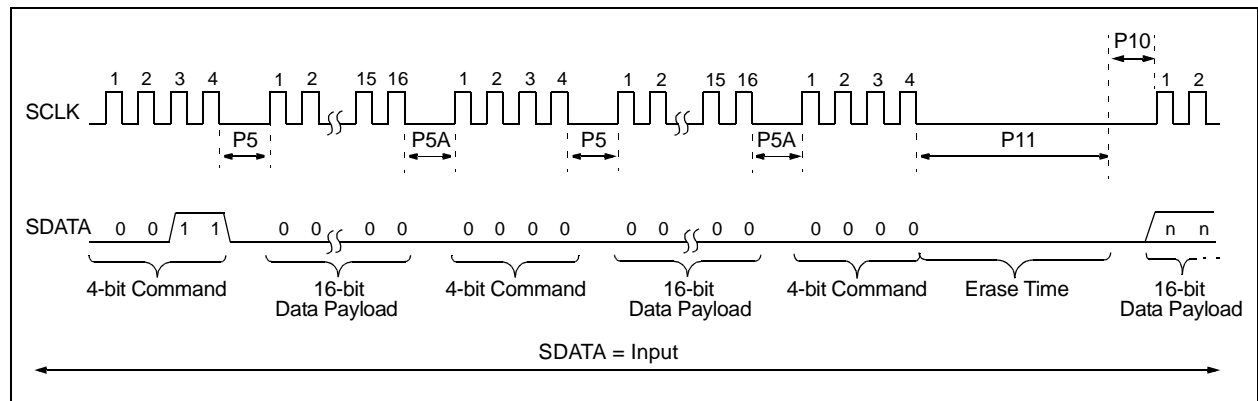 P10
1 2 3 4 1 2 15 16 1 2 3 4 1 2 15 16 1 2 3 4 1 2
SCLK
P5 P5A P5 P5A P11
SDATA 0 0 1 1 0 0 0 0 0 0 0 0 0 0 0 0 0 0 0 0 n n
4-bit Command 16-bit 4-bit Command 16-bit 4-bit Command Erase Time 16-bit
Data Payload Data Payload Data Payload
SDATA = Input